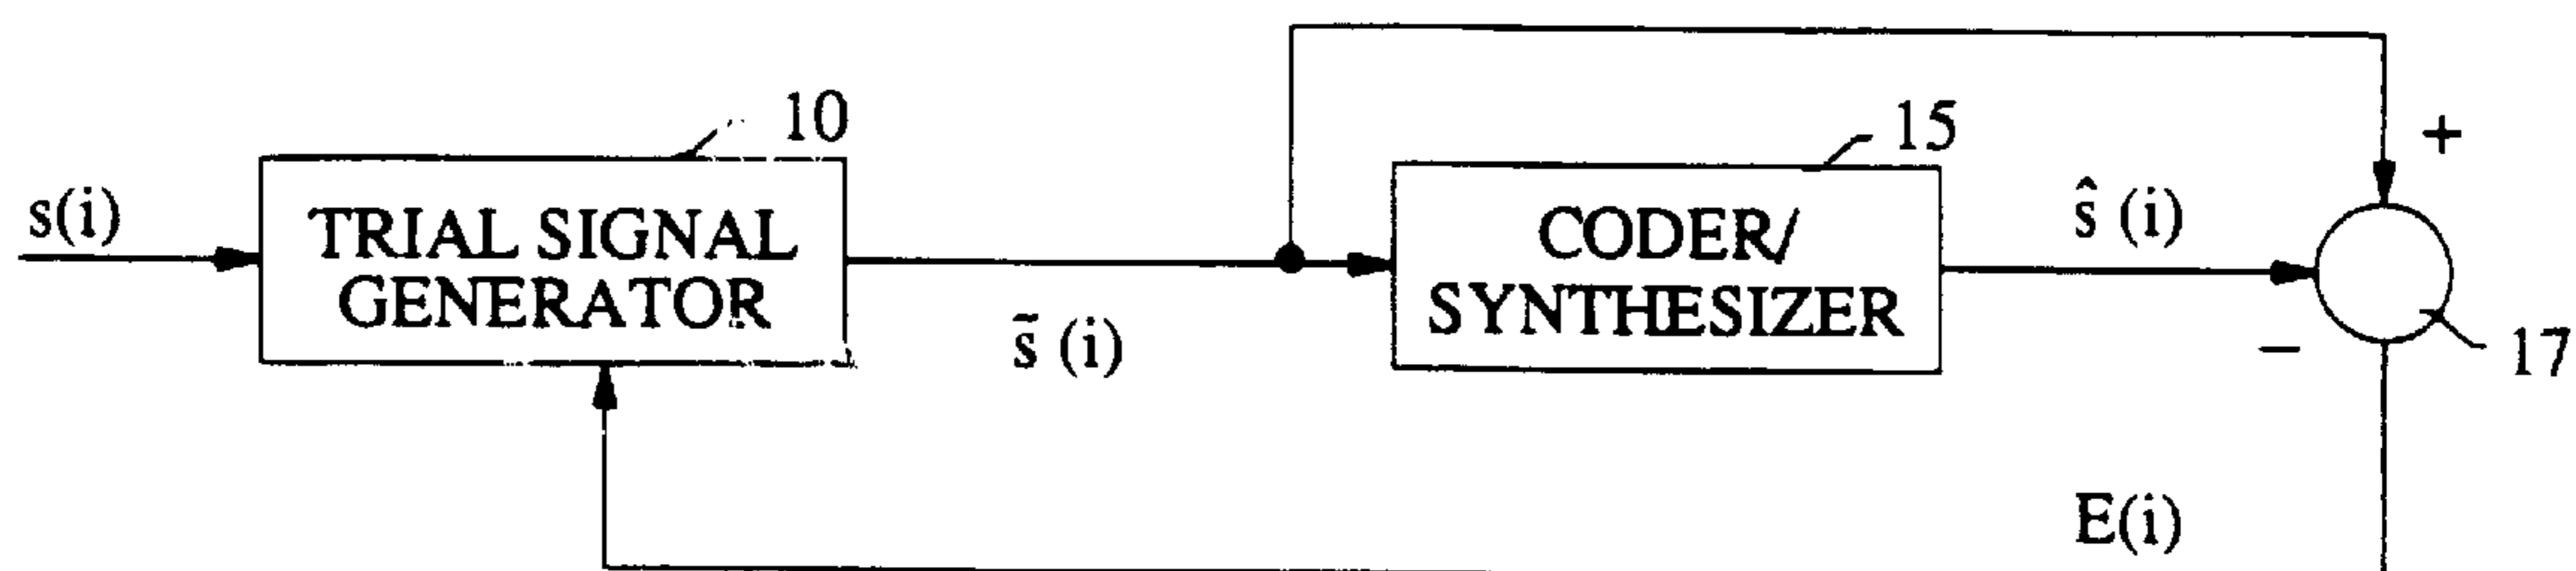 10
15
+
s(i)
TRIAL SIGNAL
GENERATOR
s̃ (i)
CODER/
SYNTHESIZER
ŝ (i)
−
17
E(i)